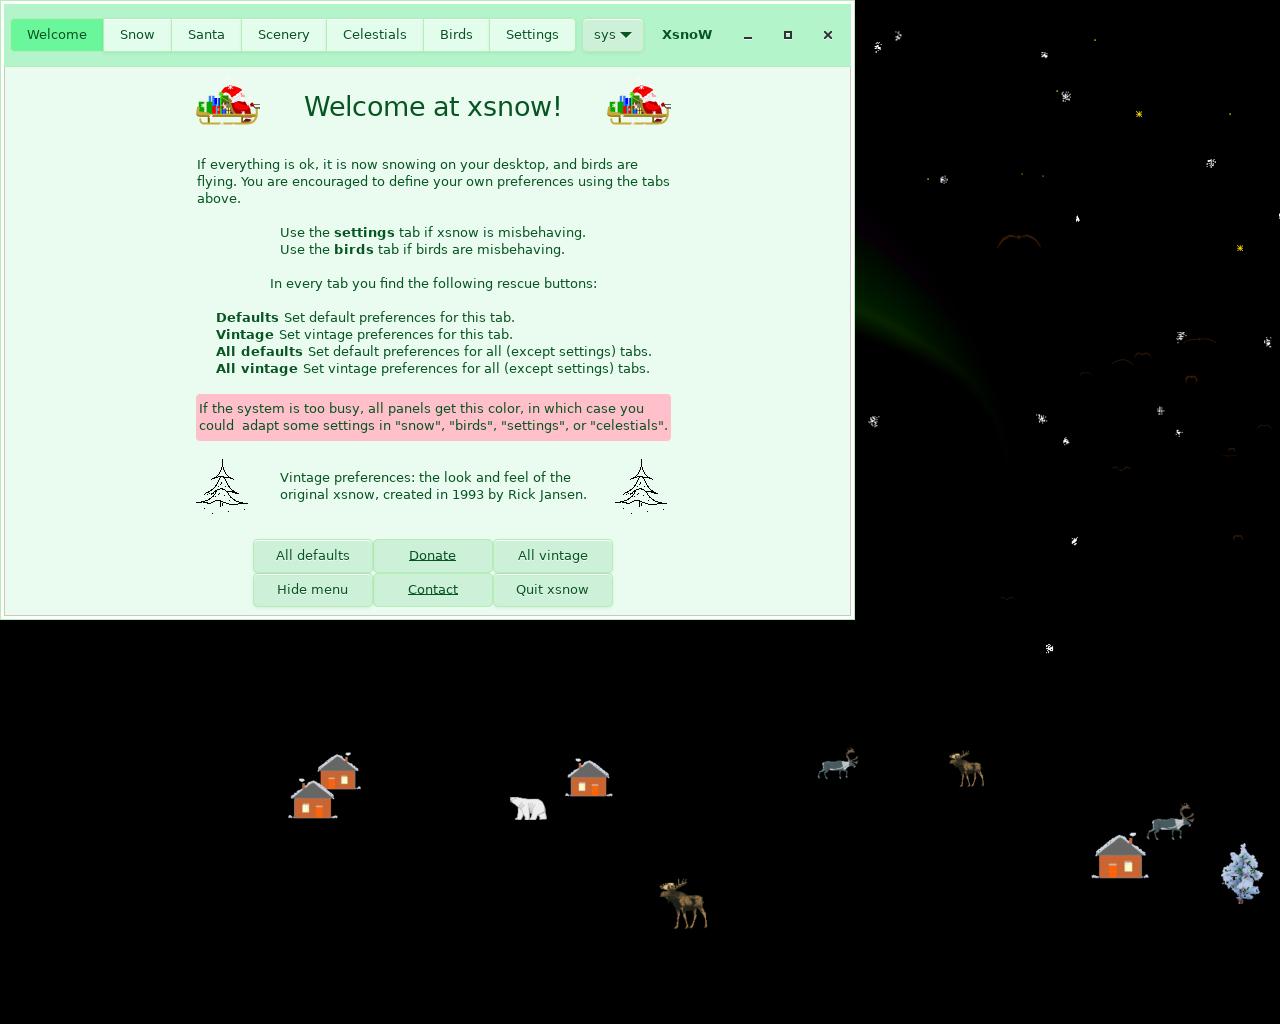 Welcome Snow Santa Scenery Celestials Birds Settings sys XsnoW
Welcome at xsnow!
If everything is ok, it is now snowing on your desktop, and birds are
flying. You are encouraged to define your own preferences using the tabs
above.
Use the settings tab if xsnow is misbehaving.
Use the birds tab if birds are misbehaving.
In every tab you find the following rescue buttons:
Defaults Set default preferences for this tab.
Vintage Set vintage preferences for this tab.
All defaults Set default preferences for all (except settings) tabs.
All vintage Set vintage preferences for all (except settings) tabs.
If the system is too busy, all panels get this color, in which case you
could  adapt some settings in "snow", "birds", "settings", or "celestials".
Vintage preferences: the look and feel of the
original xsnow, created in 1993 by Rick Jansen.
All defaults Donate All vintage
Hide menu Contact Quit xsnow